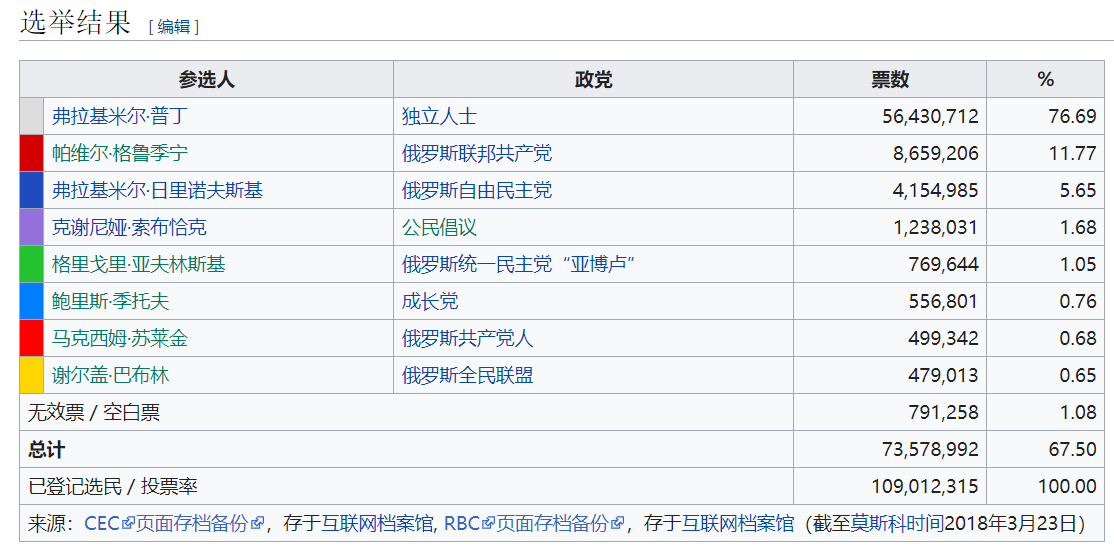 选举结果 [ 编辑 ]
参选人 政党 票数 %
弗拉基米尔·普丁 独立人士 56,430,712 76.69
帕维尔·格鲁季宁 俄罗斯联邦共产党 8,659,206 11.77
弗拉基米尔·日里诺夫斯基 俄罗斯自由民主党 4,154,985 5.65
克谢尼娅·索布恰克 公民倡议 1,238,031 1.68
格里戈里·亚夫林斯基 俄罗斯统一民主党“亚博卢” 769,644 1.05
鲍里斯·季托夫 成长党 556,801 0.76
马克西姆·苏莱金 俄罗斯共产党人 499,342 0.68
谢尔盖·巴布林 俄罗斯全民联盟 479,013 0.65
无效票 / 空白票 791,258 1.08
总计 73,578,992 67.50
已登记选民 / 投票率 109,012,315 100.00
来源：CEC页面存档备份，存于互联网档案馆, RBC页面存档备份，存于互联网档案馆（截至莫斯科时间2018年3月23日）